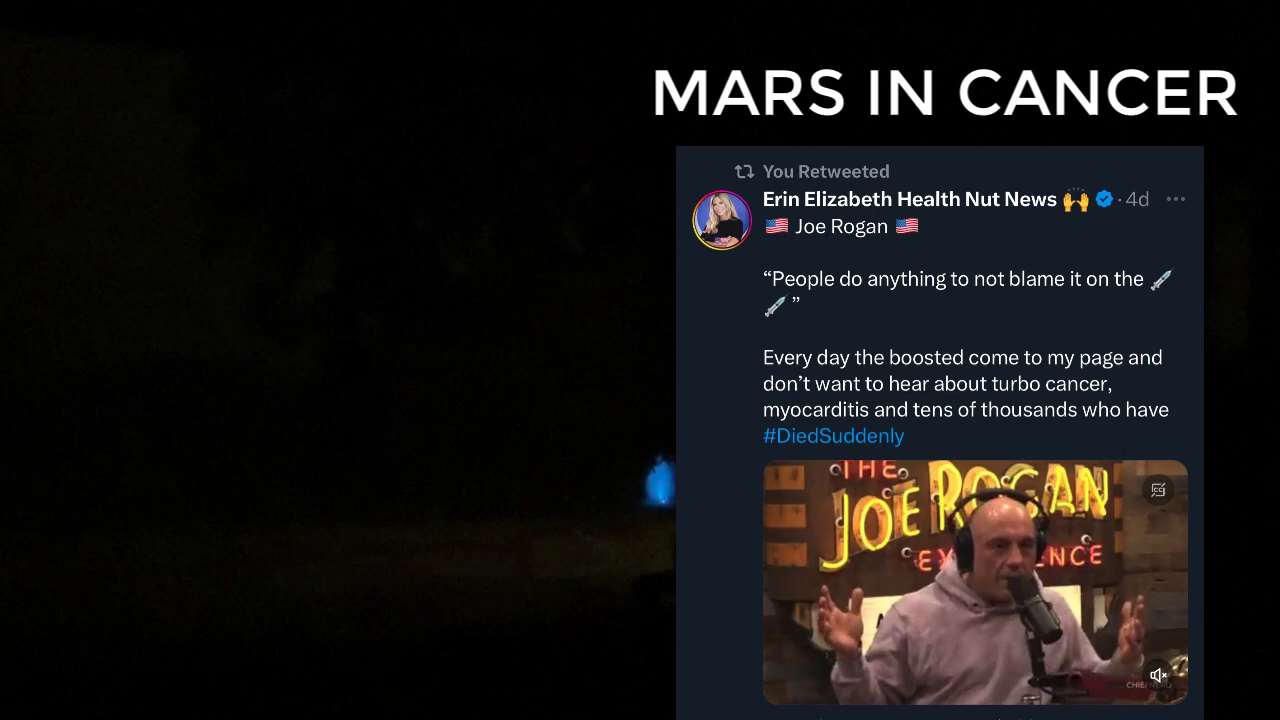 MARS IN CANCER
You Retweeted
Erin Elizabeth Health Nut News 🙌 · 4d ···
🇺🇸 Joe Rogan 🇺🇸
“People do anything to not blame it on the 💉
💉 ”
Every day the boosted come to my page and
don’t want to hear about turbo cancer,
myocarditis and tens of thousands who have
#DiedSuddenly
THE
JOE ROGAN
CC